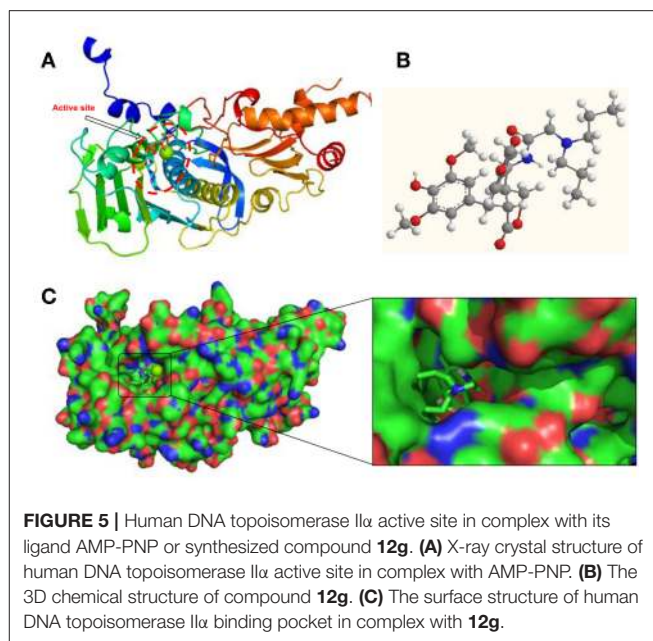 A
B
Active site
C
FIGURE 5 | Human DNA topoisomerase IIα active site in complex with its
ligand AMP-PNP or synthesized compound 12g. (A) X-ray crystal structure of
human DNA topoisomerase IIα active site in complex with AMP-PNP. (B) The
3D chemical structure of compound 12g. (C) The surface structure of human
DNA topoisomerase IIα binding pocket in complex with 12g.